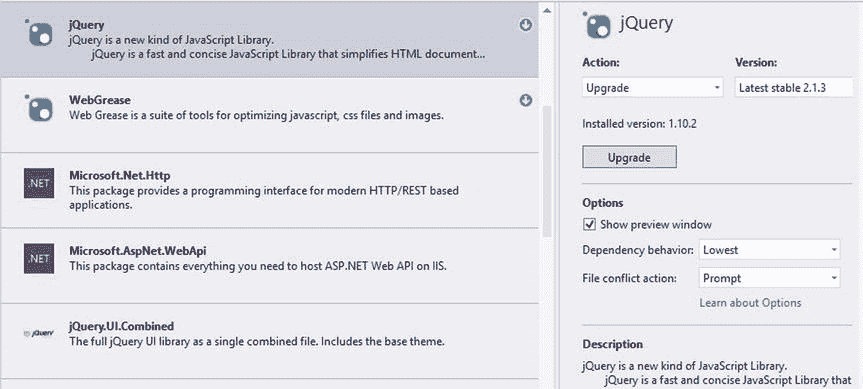 jQuery
jQuery is a new kind of JavaScript Library.
jQuery is a fast and concise JavaScript Library that simplifies HTML document...
WebGrease
Web Grease is a suite of tools for optimizing javascript, css files and images.
.NET
Microsoft.Net.Http
This package provides a programming interface for modern HTTP/REST based
applications.
.NET
Microsoft.AspNet.WebApi
This package contains everything you need to host ASP.NET Web API on IIS.
jQuery
jQuery.UI.Combined
The full jQuery UI library as a single combined file. Includes the base theme.
jQuery
Action: Version:
Upgrade Latest stable 2.1.3
Installed version: 1.10.2
Upgrade
Options
Show preview window
Dependency behavior: Lowest
File conflict action: Prompt
Learn about Options
Description
jQuery is a new kind of JavaScript Library.
jQuery is a fast and concise JavaScript Library that